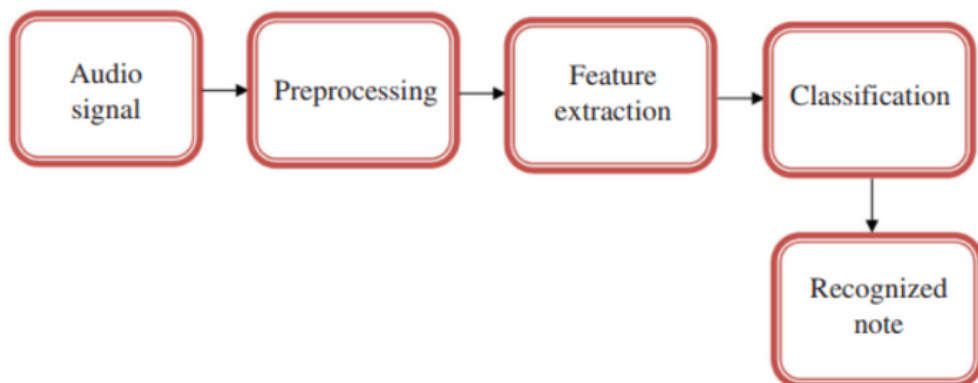 Audio
signal
Preprocessing
Feature
extraction
Classification
Recognized
note